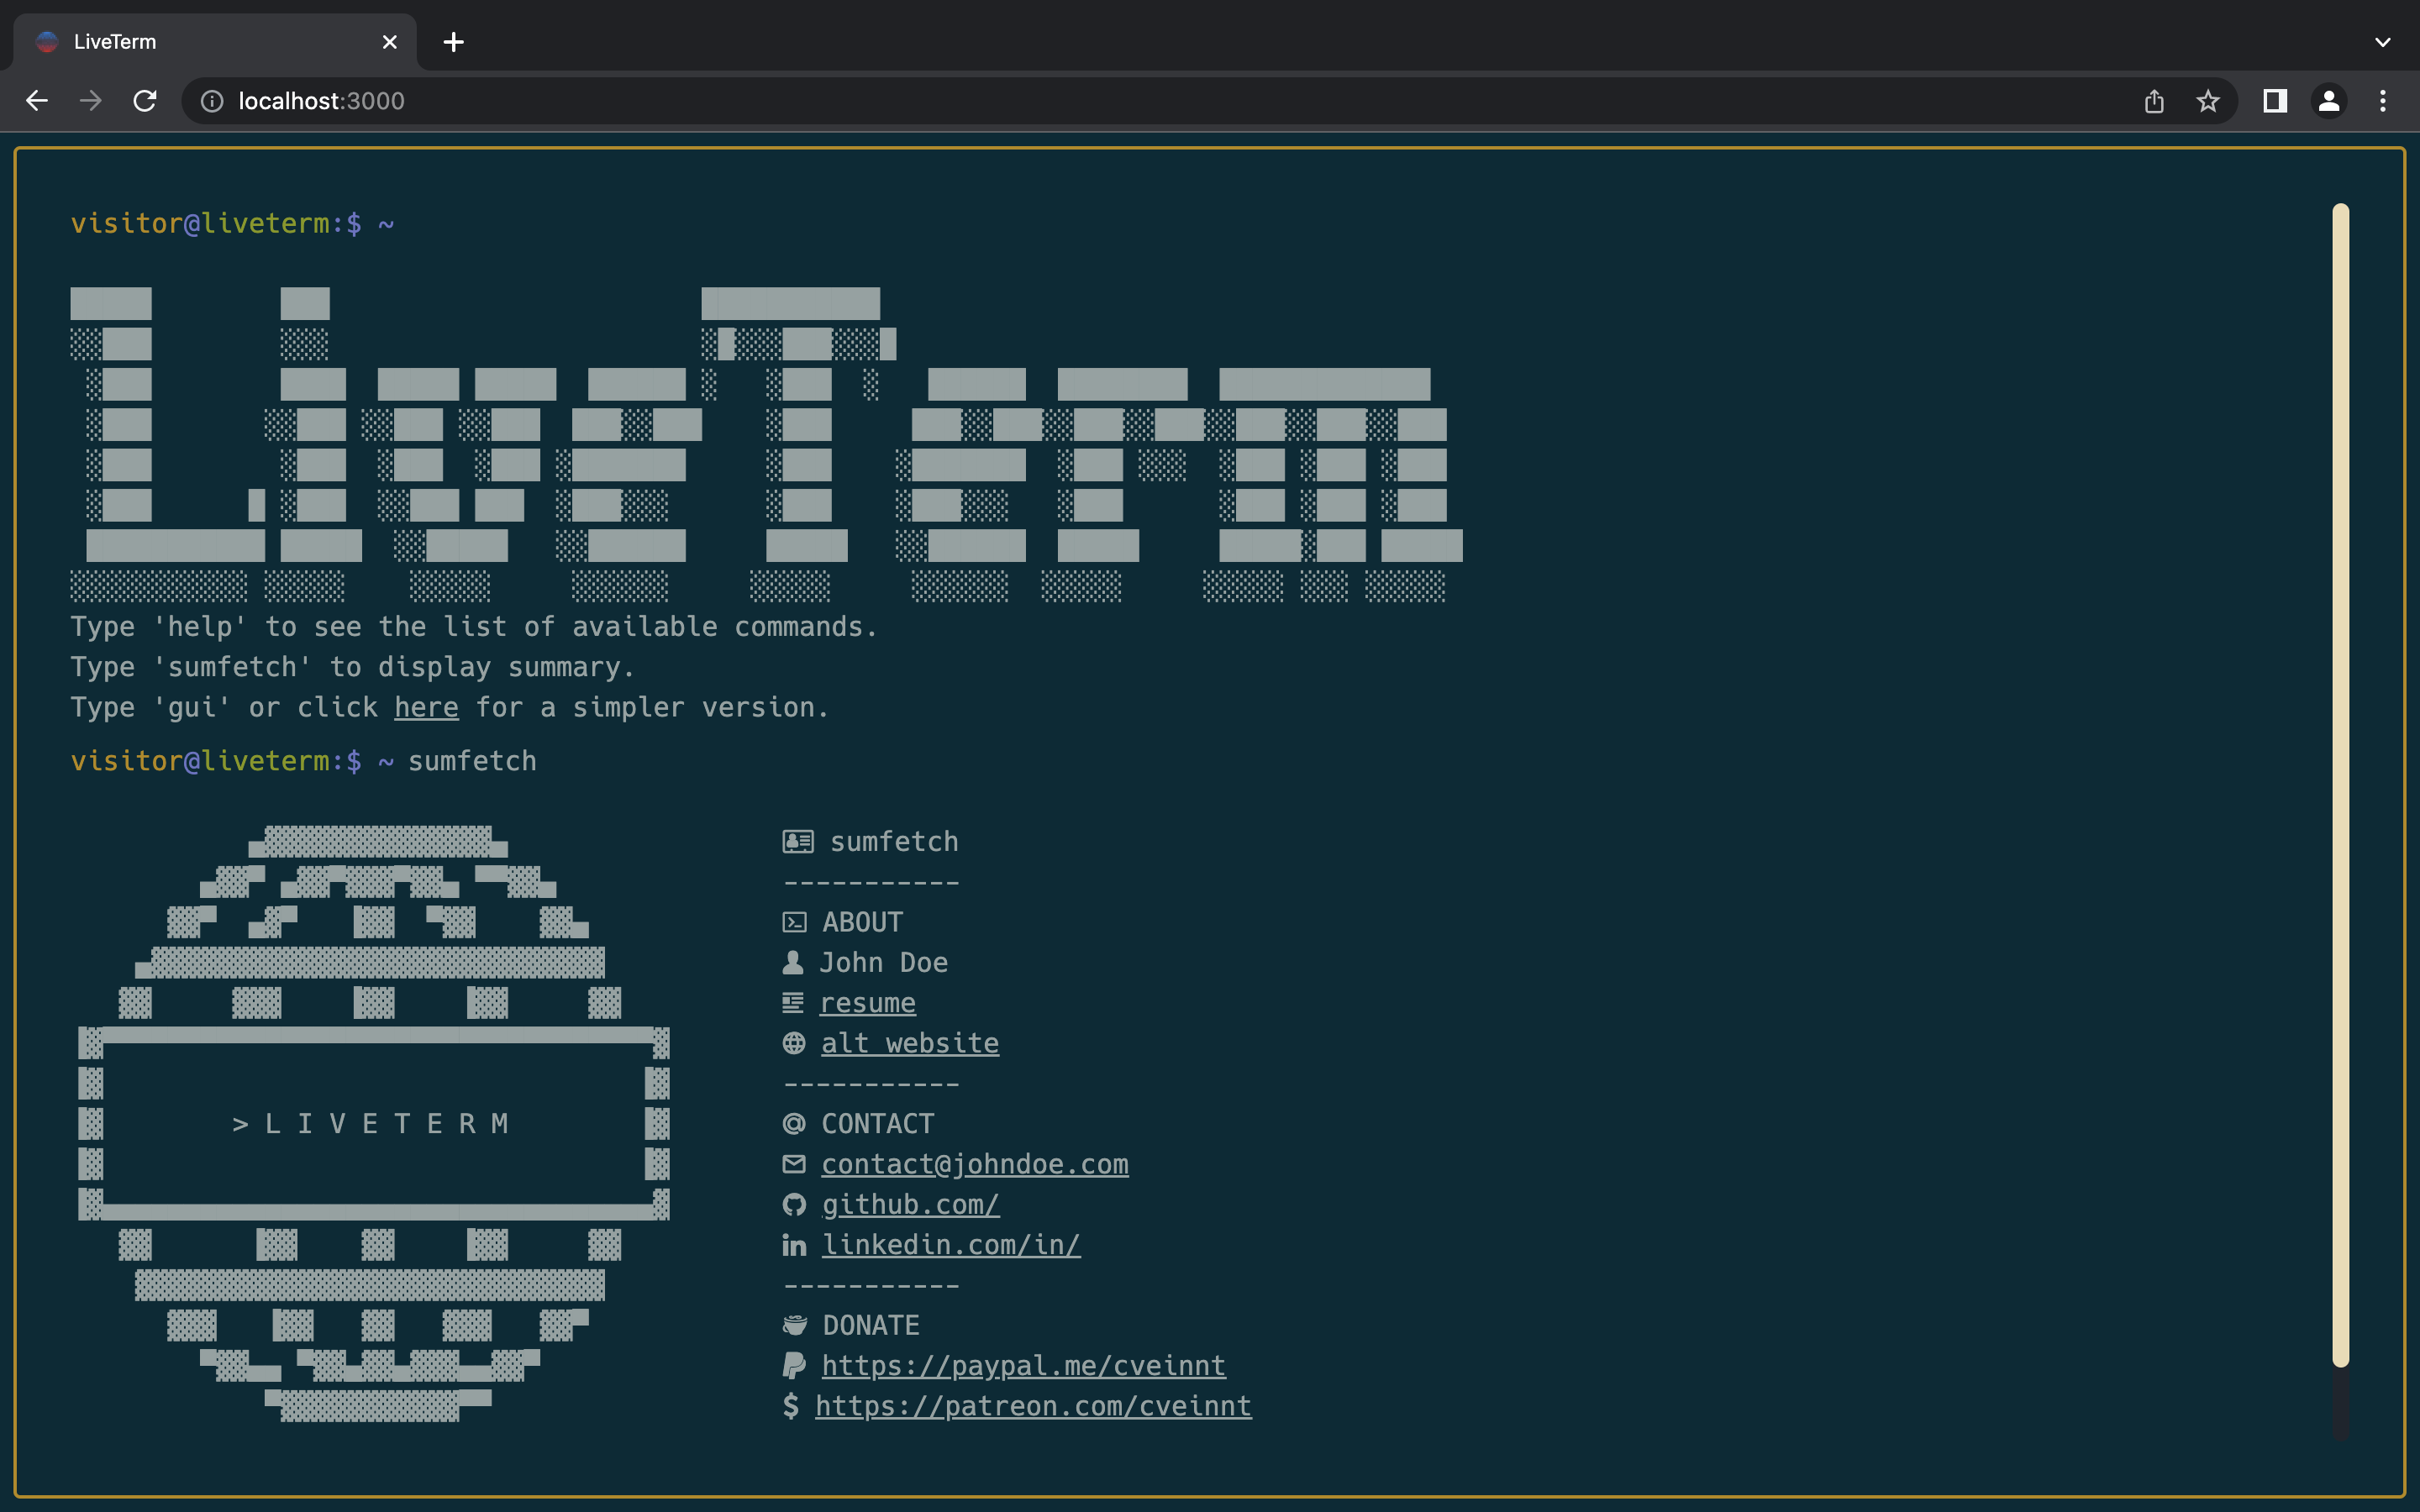 LiveTerm
localhost:3000
visitor@liveterm:$ ~
LiveTerm
Type 'help' to see the list of available commands.
Type 'sumfetch' to display summary.
Type 'gui' or click here for a simpler version.
visitor@liveterm:$ ~ sumfetch
sumfetch
-----------
ABOUT
John Doe
resume
alt website
-----------
> L I V E T E R M
CONTACT
contact@johndoe.com
github.com/
linkedin.com/in/
-----------
DONATE
https://paypal.me/cveinnt
$ https://patreon.com/cveinnt